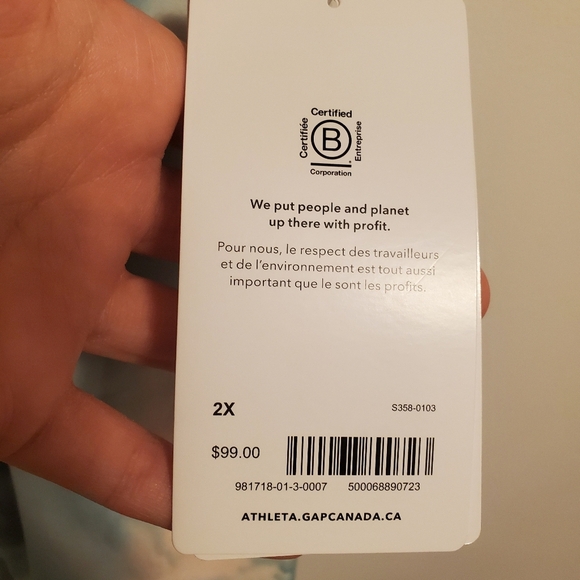 Certified
Certifiée
B
Entreprise
Corporation
We put people and planet
up there with profit.
Pour nous, le respect des travailleurs
et de l'environnement est tout aussi
important que le sont les profits.
2X
S358-0103
$99.00
981718-01-3-0007 500068890723
ATHLETA.GAPCANADA.CA